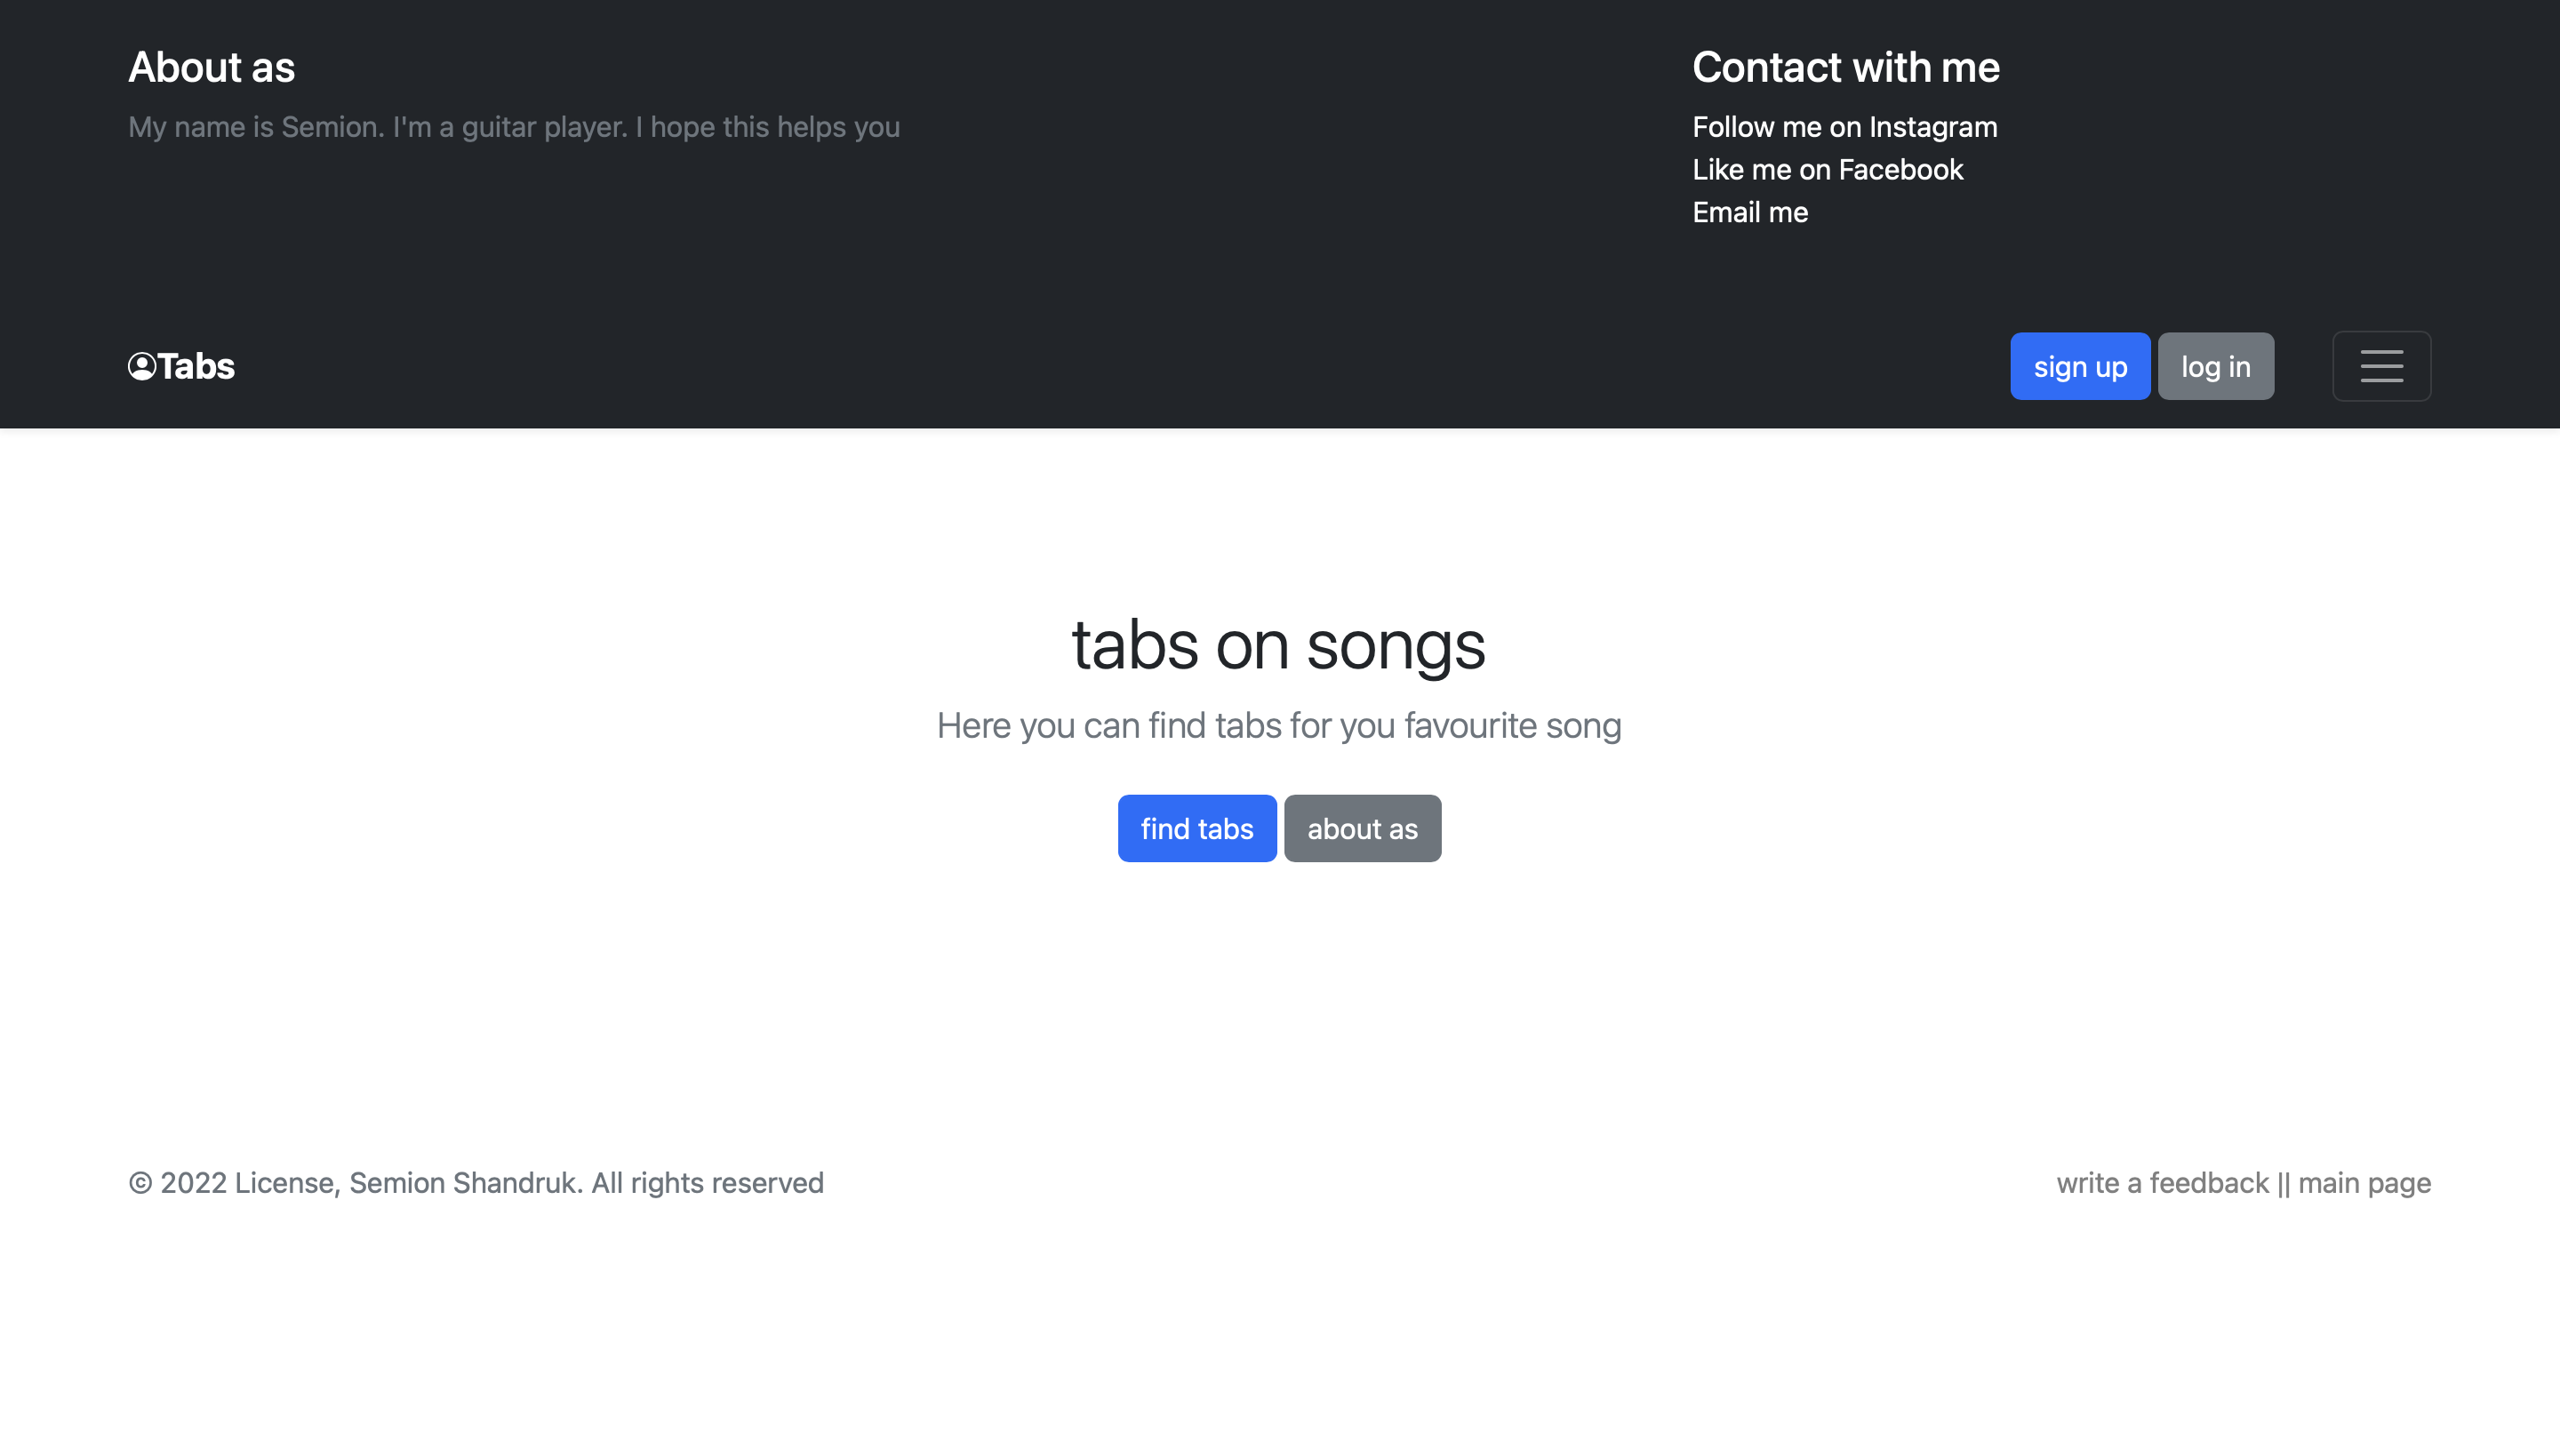 About as
My name is Semion. I'm a guitar player. I hope this helps you
Contact with me
Follow me on Instagram
Like me on Facebook
Email me
Tabs
sign up
log in
tabs on songs
Here you can find tabs for you favourite song
find tabs
about as
© 2022 License, Semion Shandruk. All rights reserved
write a feedback || main page